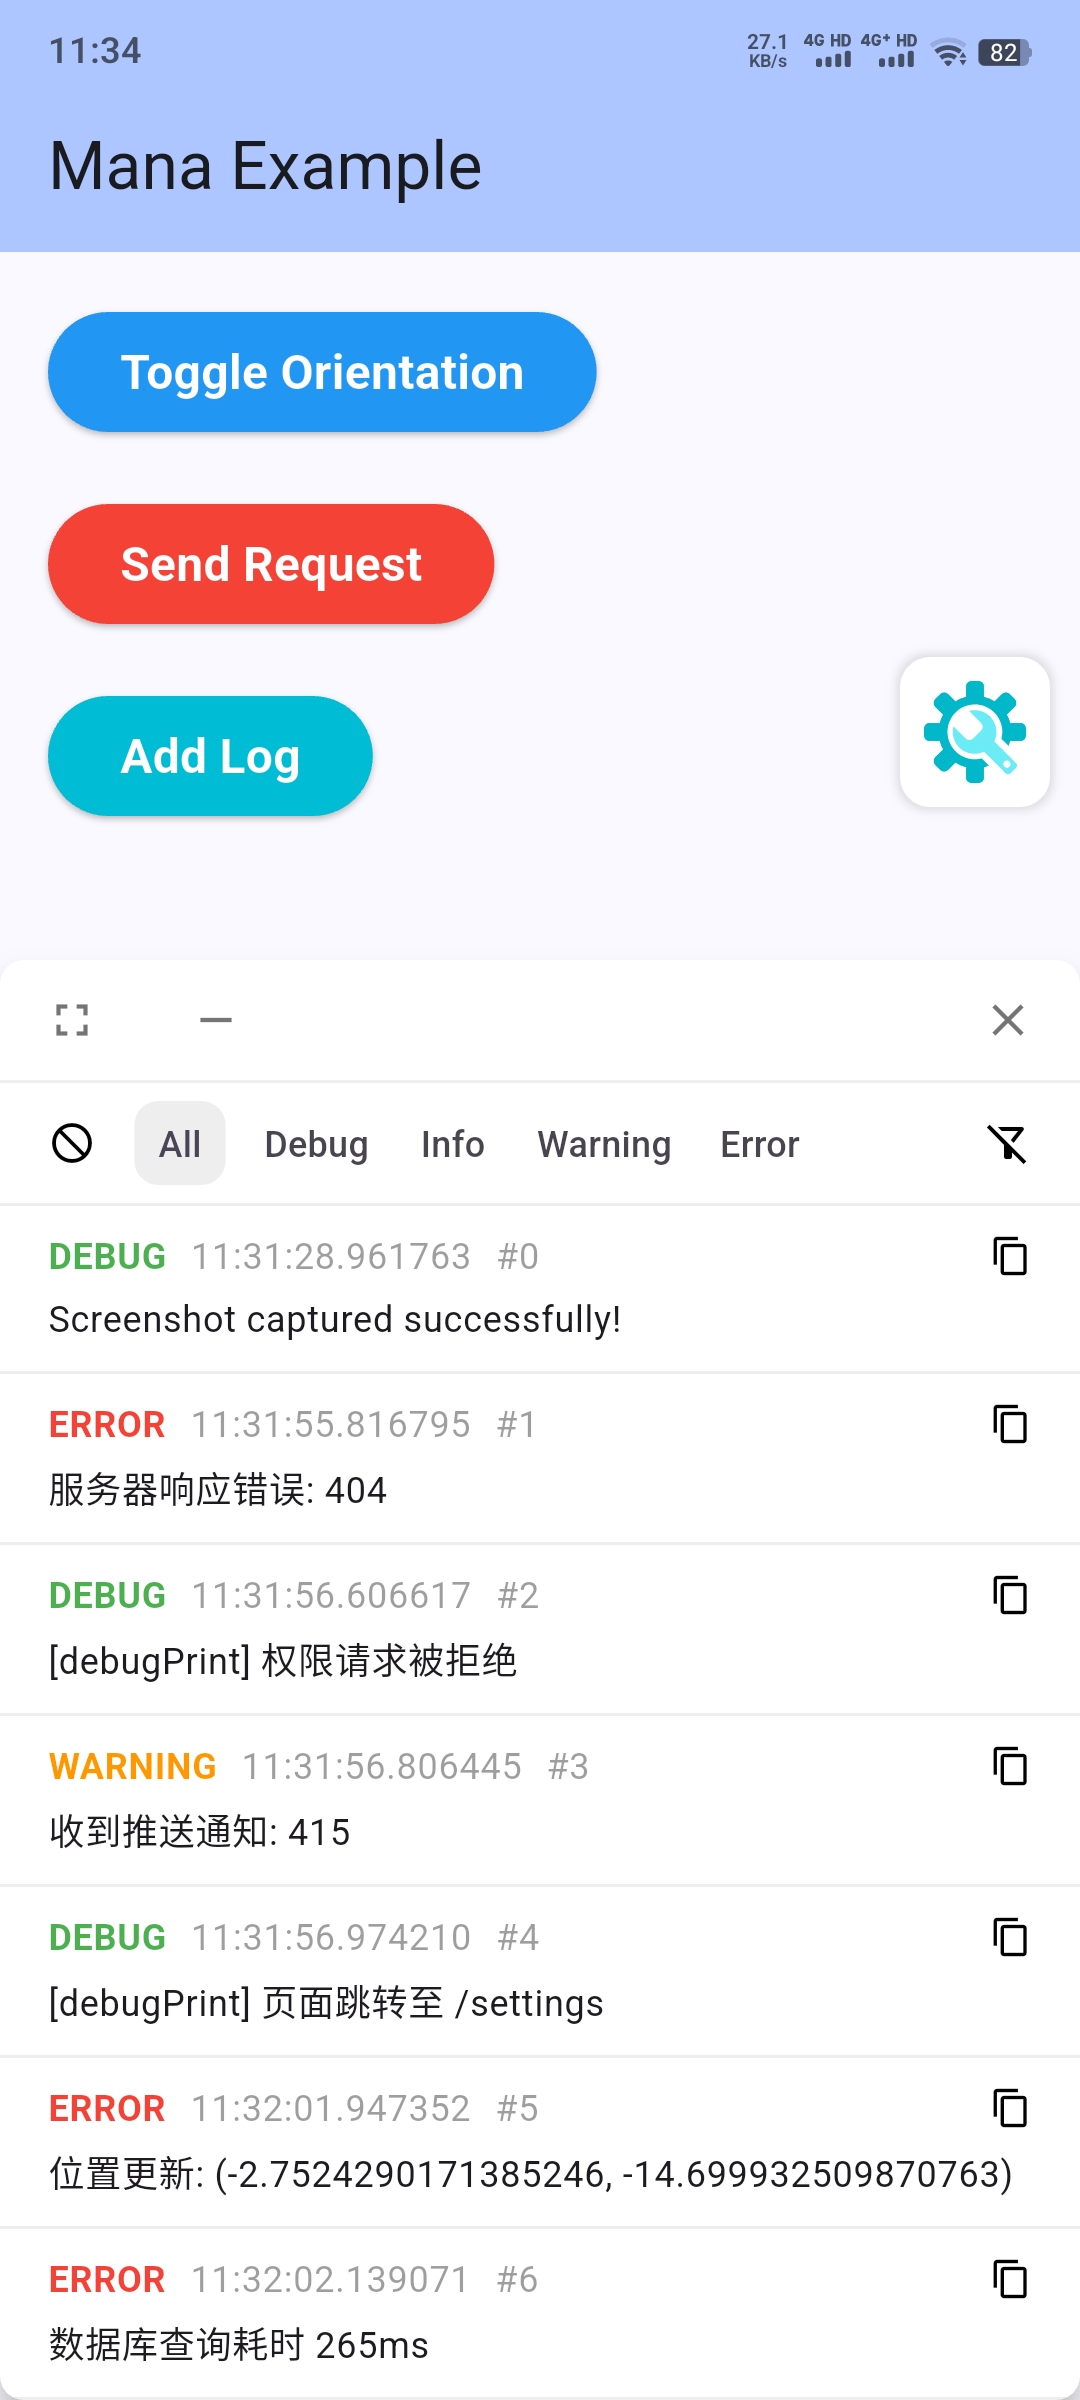 11:34
27.1 KB/s 4G HD 4G+ HD 82
Mana Example
Toggle Orientation
Send Request
Add Log
All Debug Info Warning Error
DEBUG 11:31:28.961763 #0
Screenshot captured successfully!
ERROR 11:31:55.816795 #1
服务器响应错误: 404
DEBUG 11:31:56.606617 #2
[debugPrint] 权限请求被拒绝
WARNING 11:31:56.806445 #3
收到推送通知: 415
DEBUG 11:31:56.974210 #4
[debugPrint] 页面跳转至 /settings
ERROR 11:32:01.947352 #5
位置更新: (-2.7524290171385246, -14.699932509870763)
ERROR 11:32:02.139071 #6
数据库查询耗时 265ms